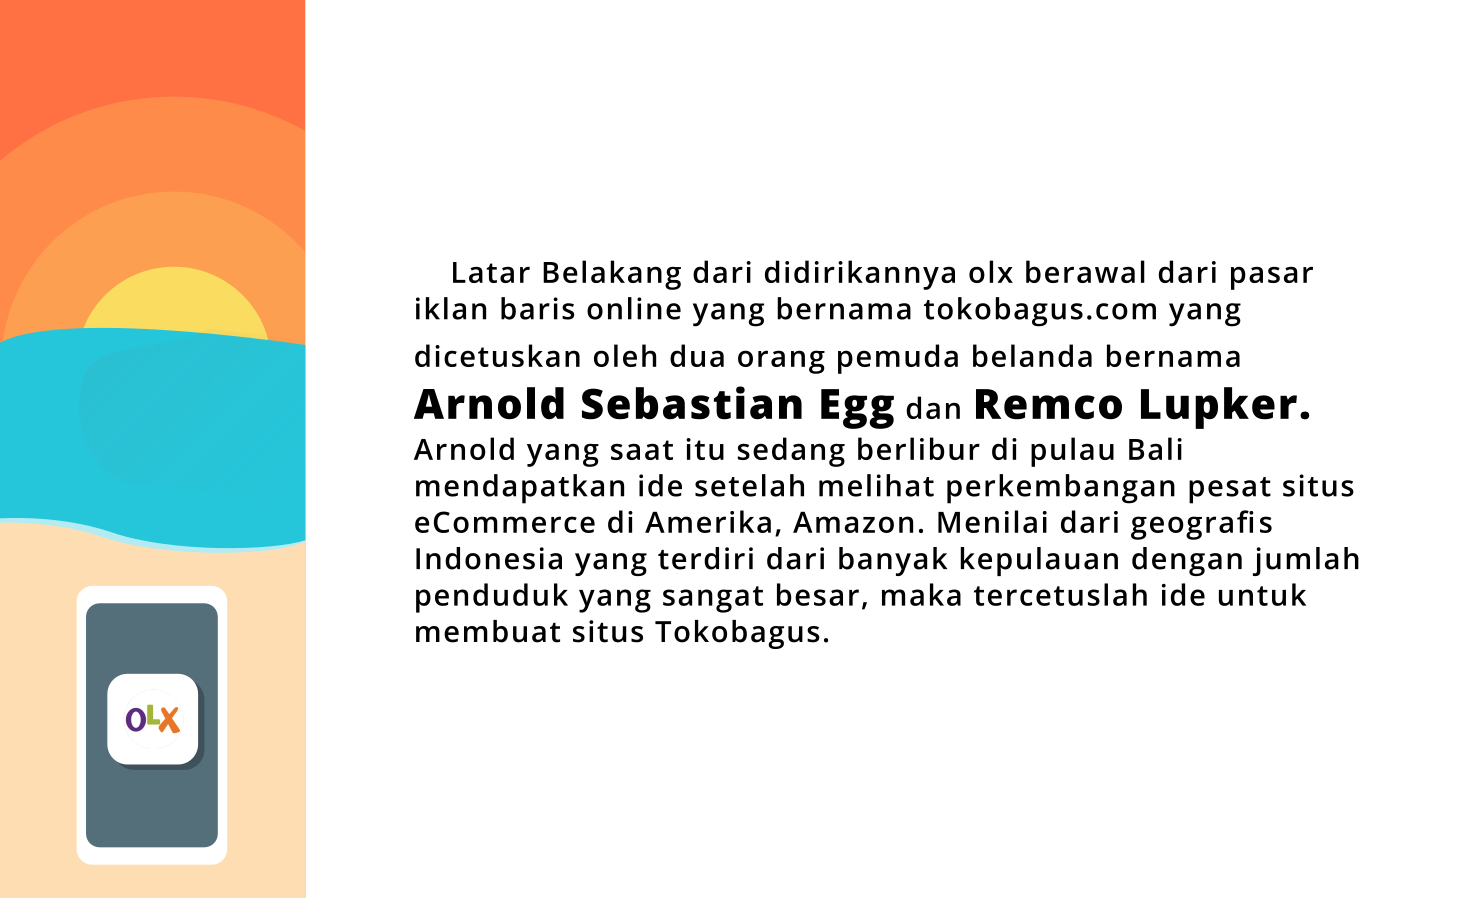 Latar Belakang dari didirikannya olx berawal dari pasar
iklan baris online yang bernama tokobagus.com yang
dicetuskan oleh dua orang pemuda belanda bernama
Arnold Sebastian Egg dan Remco Lupker.
Arnold yang saat itu sedang berlibur di pulau Bali
mendapatkan ide setelah melihat perkembangan pesat situs
eCommerce di Amerika, Amazon. Menilai dari geografis
Indonesia yang terdiri dari banyak kepulauan dengan jumlah
penduduk yang sangat besar, maka tercetuslah ide untuk
membuat situs Tokobagus.
OLX